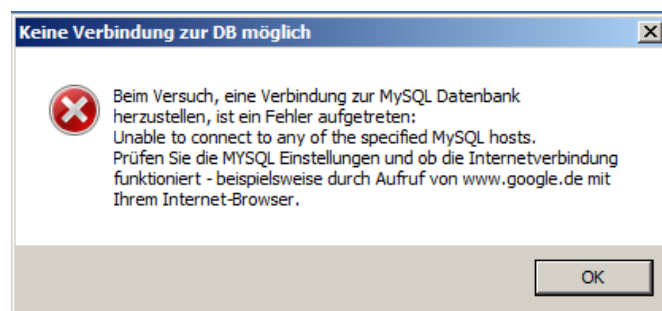 Keine Verbindung zur DB möglich
Beim Versuch, eine Verbindung zur MySQL Datenbank
herzustellen, ist ein Fehler aufgetreten:
Unable to connect to any of the specified MySQL hosts.
Prüfen Sie die MYSQL Einstellungen und ob die Internetverbindung
funktioniert - beispielsweise durch Aufruf von www.google.de mit
Ihrem Internet-Browser.
OK